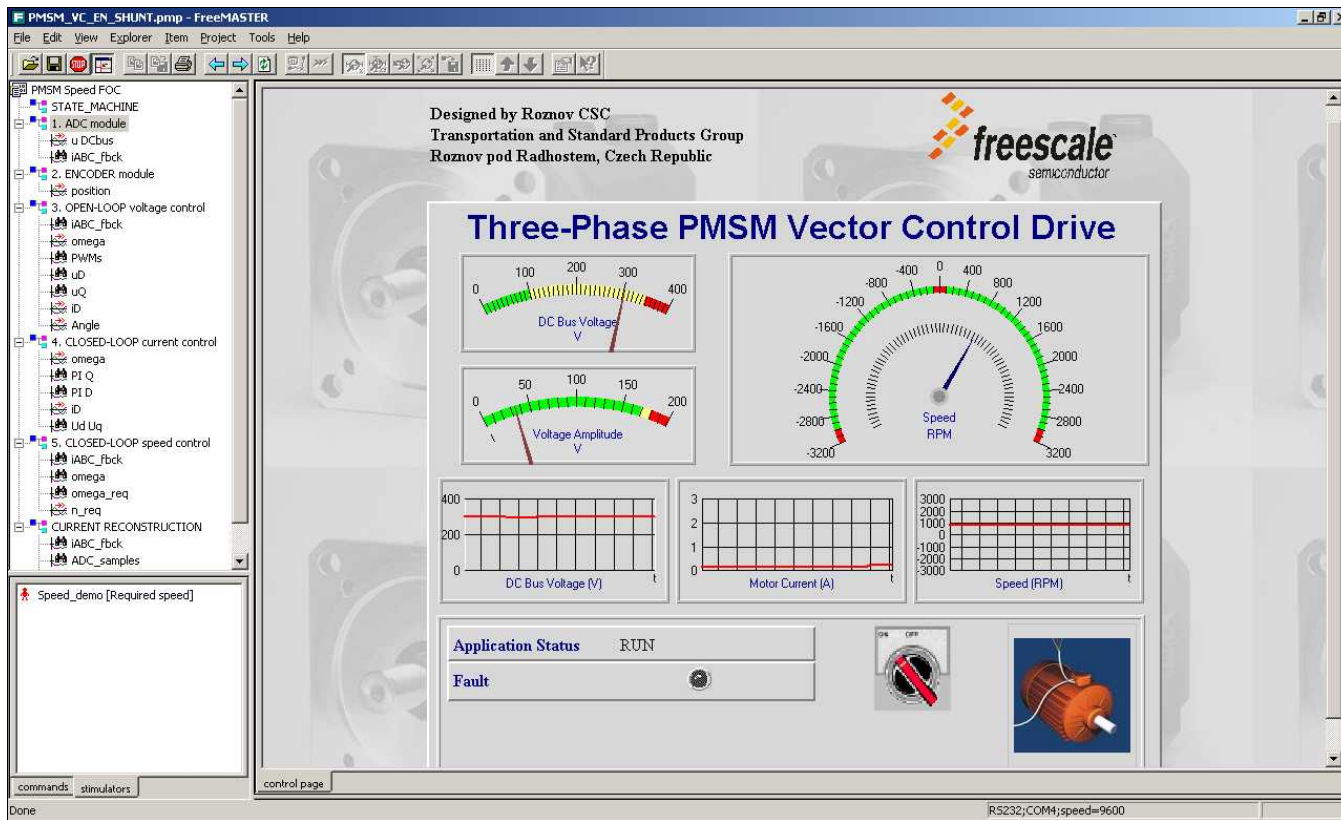 PMSM_VC_EN_SHUNT.pmp - FreeMASTER
File Edit View Explorer Item Project Tools Help
PMSM Speed FOC
STATE_MACHINE
1. ADC module
u DCbus
iABC_fbck
2. ENCODER module
position
3. OPEN-LOOP voltage control
iABC_fbck
omega
PWMs
uD
uQ
iD
Angle
4. CLOSED-LOOP current control
omega
PI Q
PI D
iD
Ud Uq
5. CLOSED-LOOP speed control
iABC_fbck
omega
omega_req
n_req
CURRENT RECONSTRUCTION
iABC_fbck
ADC_samples
Speed_demo [Required speed]
commands stimulators
Designed by Roznov CSC
Transportation and Standard Products Group
Roznov pod Radhostem, Czech Republic
freescale
semiconductor
Three-Phase PMSM Vector Control Drive
0 100 200 300 400
DC Bus Voltage
V
0 50 100 150 200
Voltage Amplitude
V
-3200 -2800 -2400 -2000 -1600 -1200 -800 -400 0 400 800 1200 1600 2000 2400 2800 3200
Speed
RPM
400
200
0
t
DC Bus Voltage (V)
3
2
1
0
t
Motor Current (A)
3000
2000
1000
0
-1000
-2000
-3000
t
Speed (RPM)
Application Status RUN
Fault
ON OFF
control page
Done
RS232;COM4;speed=9600